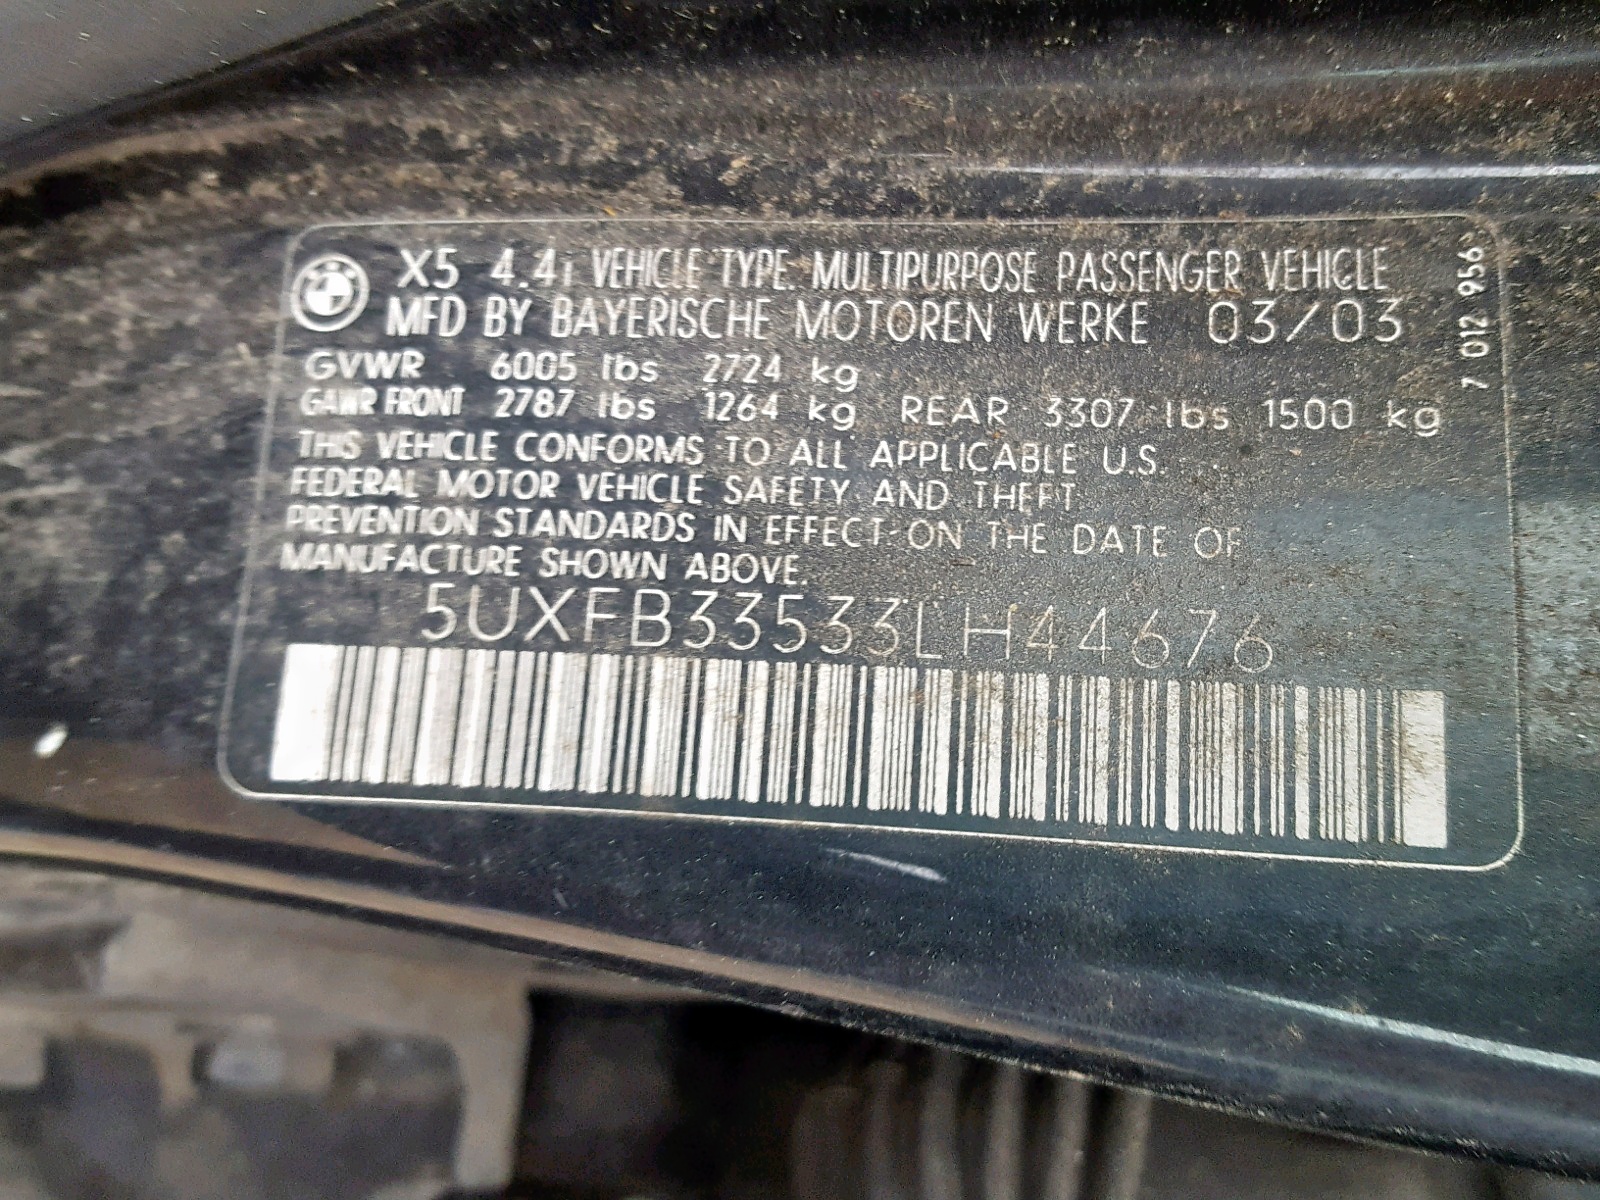 X5 4.4i VEHICLE TYPE: MULTIPURPOSE PASSENGER VEHICLE
MFD BY BAYERISCHE MOTOREN WERKE 03/03
GVWR 6005 lbs 2724 kg
GAWR FRONT 2787 lbs 1264 kg REAR 3307 lbs 1500 kg
THIS VEHICLE CONFORMS TO ALL APPLICABLE U.S.
FEDERAL MOTOR VEHICLE SAFETY AND THEFT
PREVENTION STANDARDS IN EFFECT ON THE DATE OF
MANUFACTURE SHOWN ABOVE.
5UXFB33533LH44676
7 012 956